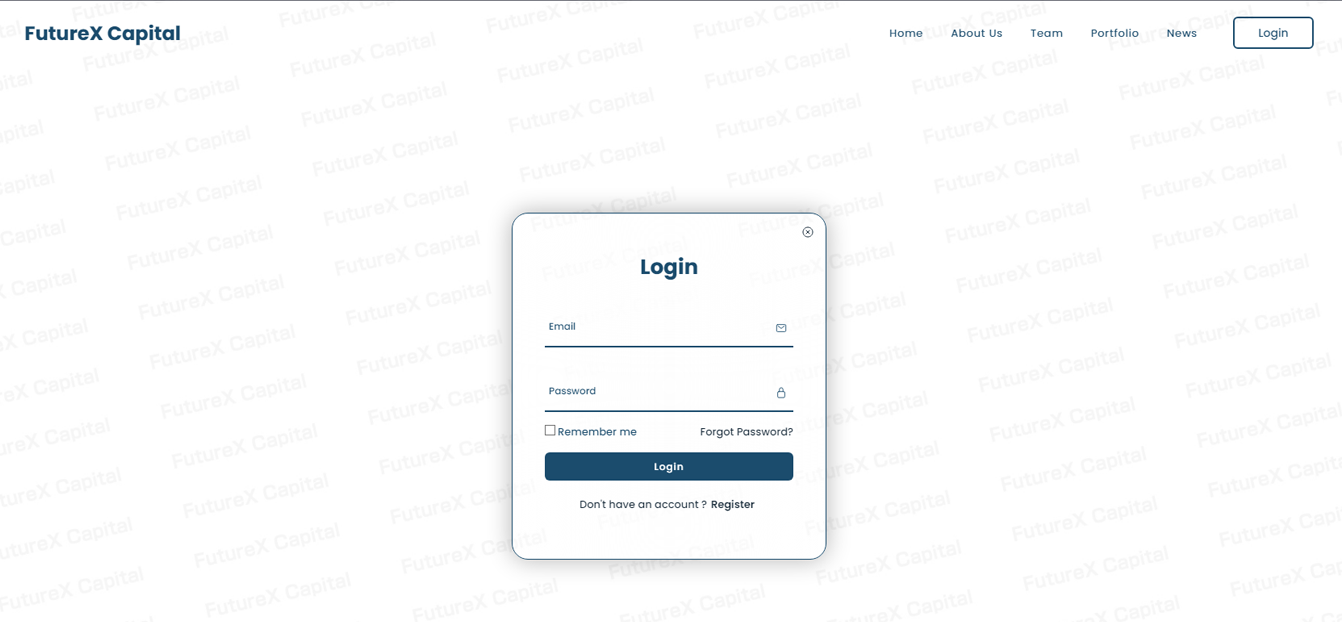 FutureX Capital
Home About Us Team Portfolio News Login
Login
Email
Password
Remember me Forgot Password?
Login
Don't have an account ? Register